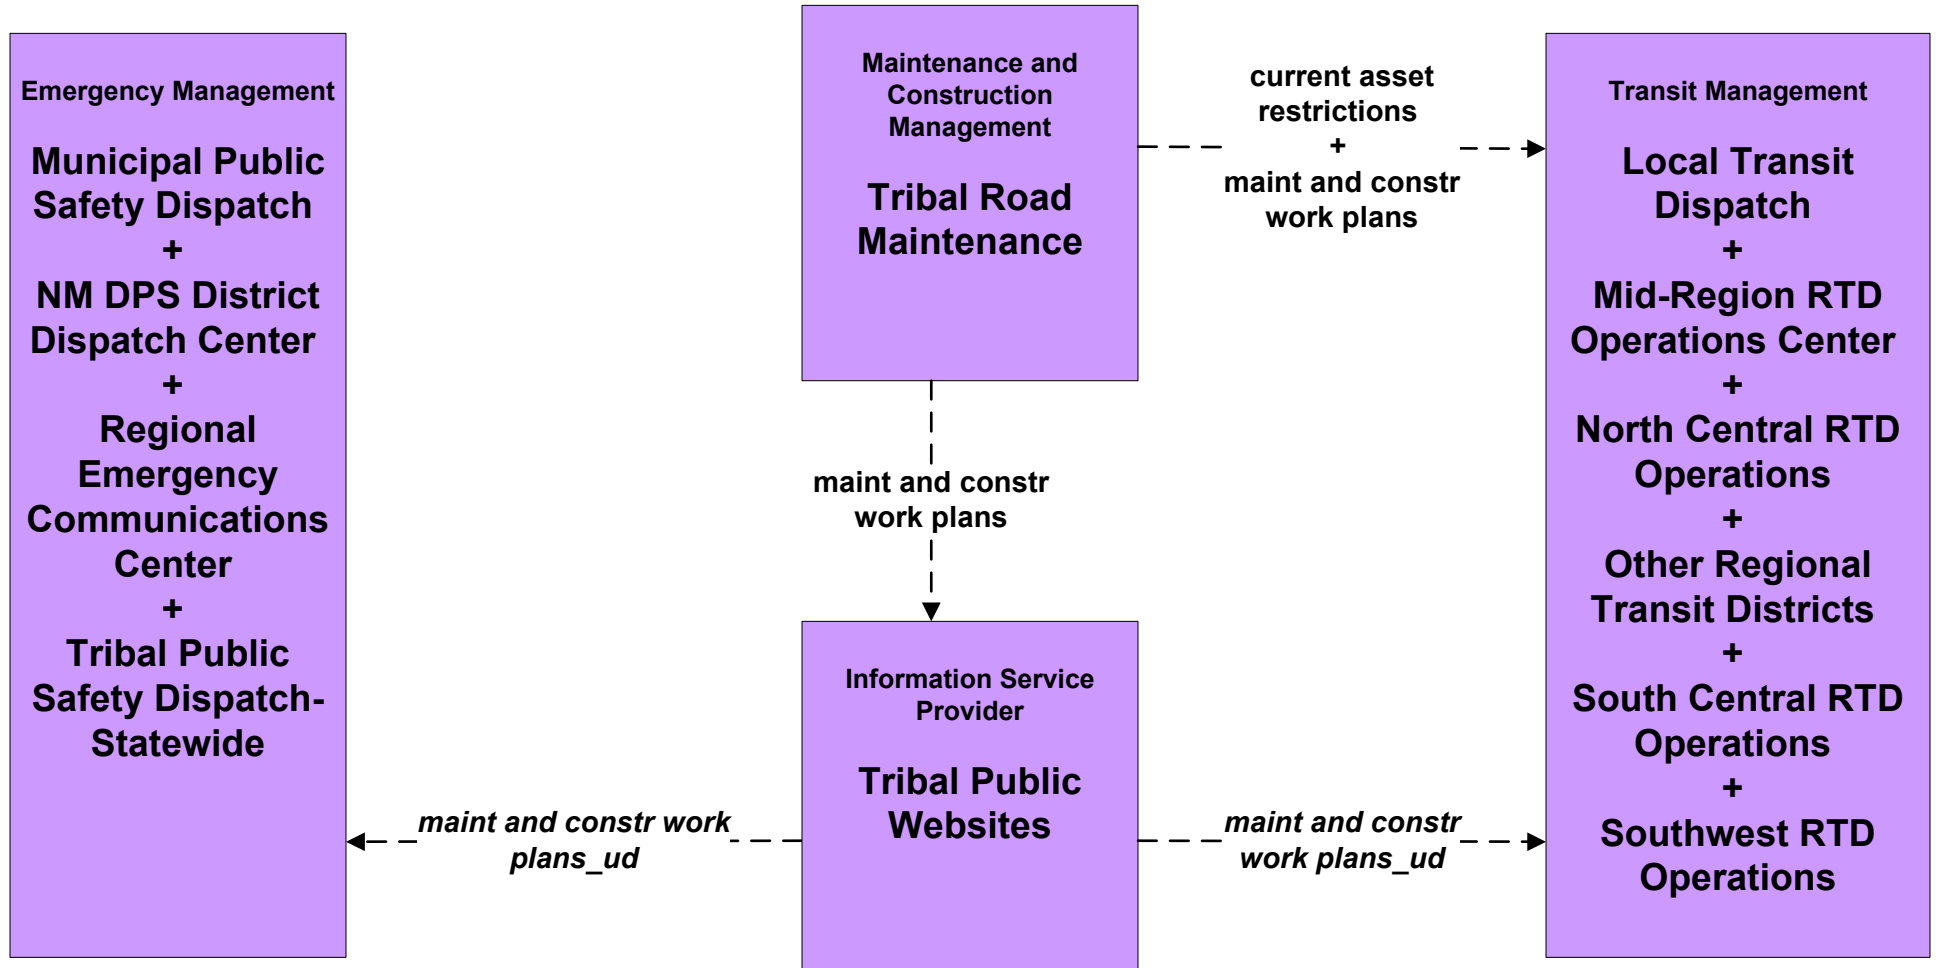 Emergency Management
Municipal Public
Safety Dispatch
+
NM DPS District
Dispatch Center
+
Regional
Emergency
Communications
Center
+
Tribal Public
Safety Dispatch-
Statewide
Maintenance and
Construction
Management
Tribal Road
Maintenance
current asset
restrictions
+
maint and constr
work plans
maint and constr
work plans
Information Service
Provider
Tribal Public
Websites
maint and constr work
plans_ud
maint and constr
work plans_ud
Transit Management
Local Transit
Dispatch
+
Mid-Region RTD
Operations Center
+
North Central RTD
Operations
+
Other Regional
Transit Districts
+
South Central RTD
Operations
+
Southwest RTD
Operations